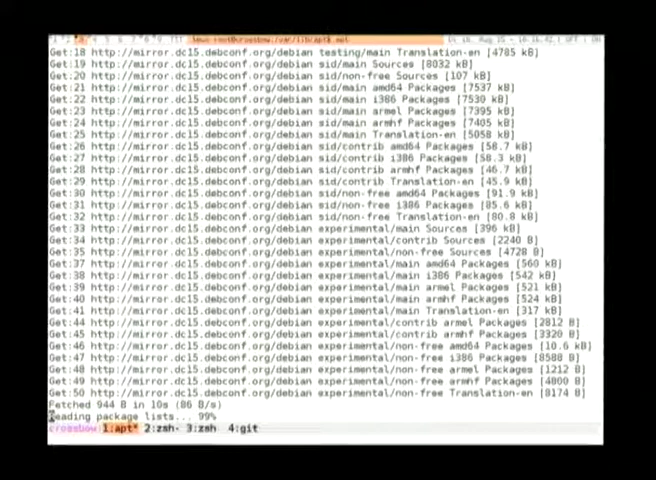 Get:18 http://mirror.dc15.debconf.org/debian testing/main Translation-en [4785 kB]
Get:19 http://mirror.dc15.debconf.org/debian sid/main Sources [8032 kB]
Get:20 http://mirror.dc15.debconf.org/debian sid/non-free Sources [107 kB]
Get:21 http://mirror.dc15.debconf.org/debian sid/main amd64 Packages [7537 kB]
Get:22 http://mirror.dc15.debconf.org/debian sid/main i386 Packages [7530 kB]
Get:23 http://mirror.dc15.debconf.org/debian sid/main armel Packages [7395 kB]
Get:24 http://mirror.dc15.debconf.org/debian sid/main armhf Packages [7405 kB]
Get:25 http://mirror.dc15.debconf.org/debian sid/main Translation-en [5058 kB]
Get:26 http://mirror.dc15.debconf.org/debian sid/contrib amd64 Packages [58.7 kB]
Get:27 http://mirror.dc15.debconf.org/debian sid/contrib i386 Packages [58.3 kB]
Get:28 http://mirror.dc15.debconf.org/debian sid/contrib armhf Packages [46.7 kB]
Get:29 http://mirror.dc15.debconf.org/debian sid/contrib Translation-en [45.9 kB]
Get:30 http://mirror.dc15.debconf.org/debian sid/non-free amd64 Packages [91.9 kB]
Get:31 http://mirror.dc15.debconf.org/debian sid/non-free i386 Packages [85.6 kB]
Get:32 http://mirror.dc15.debconf.org/debian sid/non-free Translation-en [80.8 kB]
Get:33 http://mirror.dc15.debconf.org/debian experimental/main Sources [396 kB]
Get:34 http://mirror.dc15.debconf.org/debian experimental/contrib Sources [2240 B]
Get:35 http://mirror.dc15.debconf.org/debian experimental/non-free Sources [4728 B]
Get:37 http://mirror.dc15.debconf.org/debian experimental/main amd64 Packages [560 kB]
Get:38 http://mirror.dc15.debconf.org/debian experimental/main i386 Packages [542 kB]
Get:39 http://mirror.dc15.debconf.org/debian experimental/main armel Packages [521 kB]
Get:40 http://mirror.dc15.debconf.org/debian experimental/main armhf Packages [524 kB]
Get:41 http://mirror.dc15.debconf.org/debian experimental/main Translation-en [317 kB]
Get:44 http://mirror.dc15.debconf.org/debian experimental/contrib armel Packages [2812 B]
Get:45 http://mirror.dc15.debconf.org/debian experimental/contrib armhf Packages [3320 B]
Get:46 http://mirror.dc15.debconf.org/debian experimental/non-free amd64 Packages [10.6 kB]
Get:47 http://mirror.dc15.debconf.org/debian experimental/non-free i386 Packages [8588 B]
Get:48 http://mirror.dc15.debconf.org/debian experimental/non-free armel Packages [1212 B]
Get:49 http://mirror.dc15.debconf.org/debian experimental/non-free armhf Packages [4800 B]
Get:50 http://mirror.dc15.debconf.org/debian experimental/non-free Translation-en [8174 B]
Fetched 944 B in 10s (86 B/s)
Reading package lists... 99%
crossbow 1:apt* 2:zsh- 3:zsh 4:git